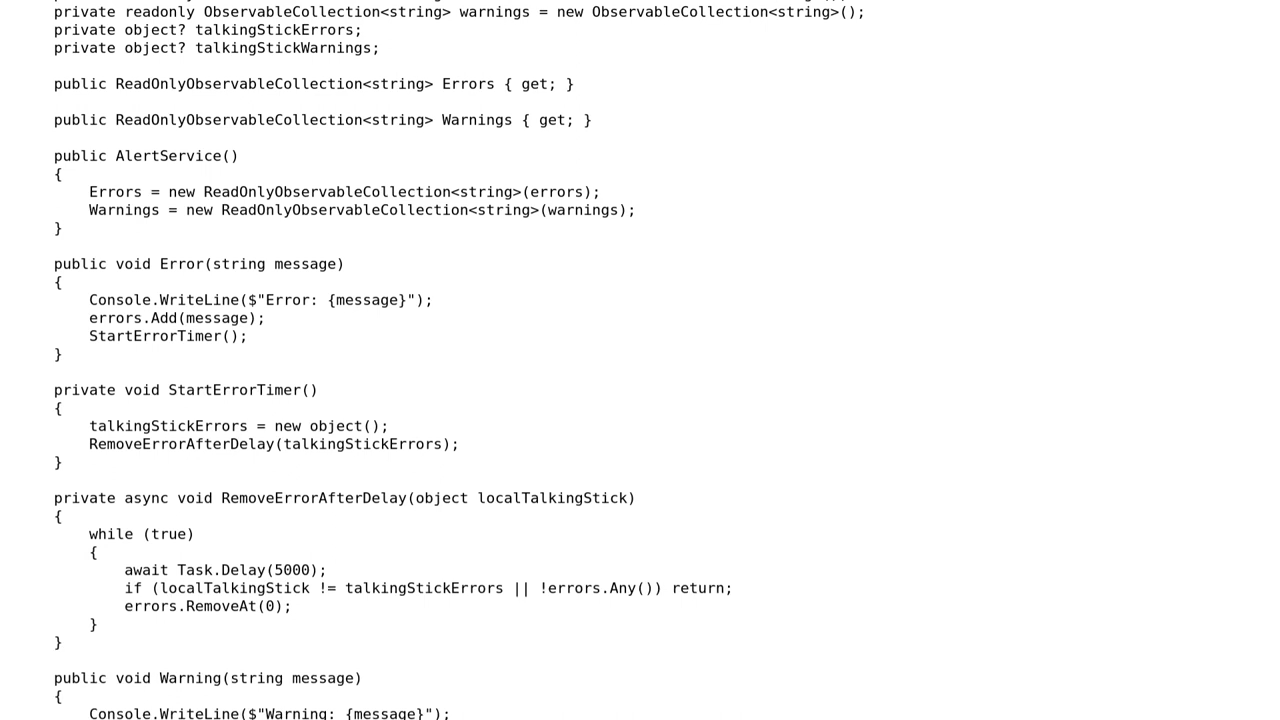 private readonly ObservableCollection<string> warnings = new ObservableCollection<string>();
private object? talkingStickErrors;
private object? talkingStickWarnings;
public ReadOnlyObservableCollection<string> Errors { get; }
public ReadOnlyObservableCollection<string> Warnings { get; }
public AlertService()
{
Errors = new ReadOnlyObservableCollection<string>(errors);
Warnings = new ReadOnlyObservableCollection<string>(warnings);
}
public void Error(string message)
{
Console.WriteLine($"Error: {message}");
errors.Add(message);
StartErrorTimer();
}
private void StartErrorTimer()
{
talkingStickErrors = new object();
RemoveErrorAfterDelay(talkingStickErrors);
}
private async void RemoveErrorAfterDelay(object localTalkingStick)
{
while (true)
{
await Task.Delay(5000);
if (localTalkingStick != talkingStickErrors || !errors.Any()) return;
errors.RemoveAt(0);
}
}
public void Warning(string message)
{
Console.WriteLine($"Warning: {message}");